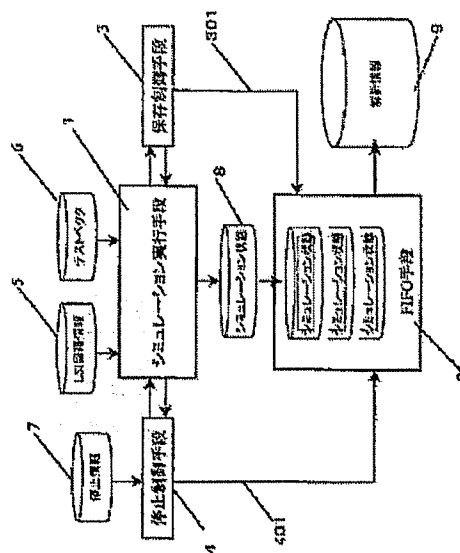 6
テストベクタ
5
LSI回路情報
7
停止情報
3
保存制御手段
1
シミュレーション実行手段
停止制御手段
4
301
8
シミュレーション状態
401
シミュレーション状態
シミュレーション状態
シミュレーション状態
FIFO手段
2
9
解析情報